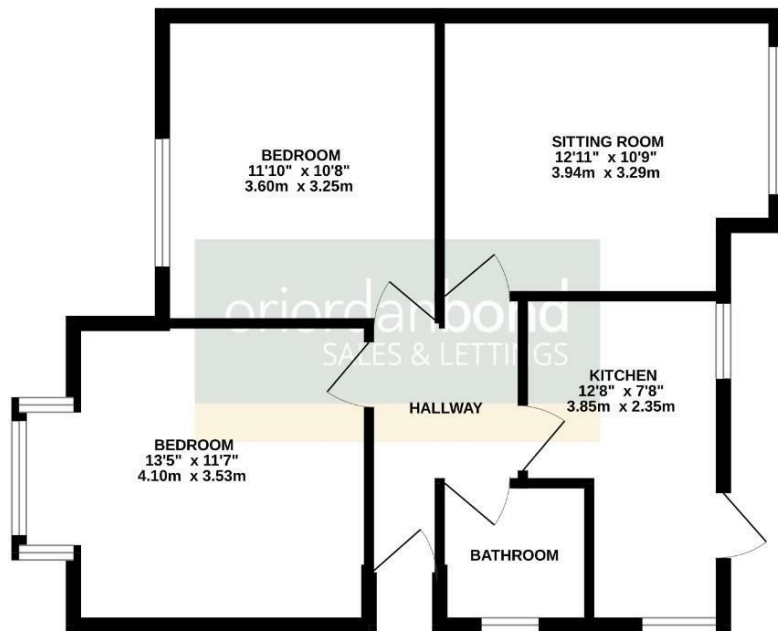 BEDROOM
11'10" x 10'8"
3.60m x 3.25m
SITTING ROOM
12'11" x 10'9"
3.94m x 3.29m
oriordanbond
SALES & LETTINGS
KITCHEN
12'8" x 7'8"
3.85m x 2.35m
HALLWAY
BEDROOM
13'5" x 11'7"
4.10m x 3.53m
BATHROOM